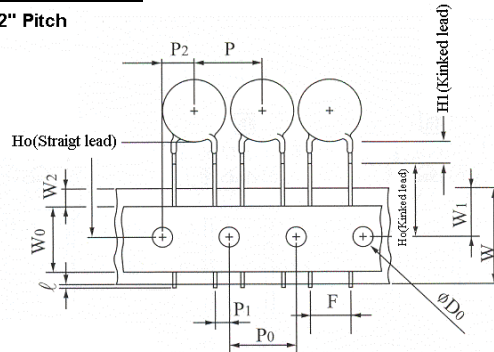 2" Pitch
P2
P
H1(Kinked lead)
Ho(Straigt lead)
W2
W0
Ho(Kinked lead)
W1
W
ℓ
P1
F
øD0
P0